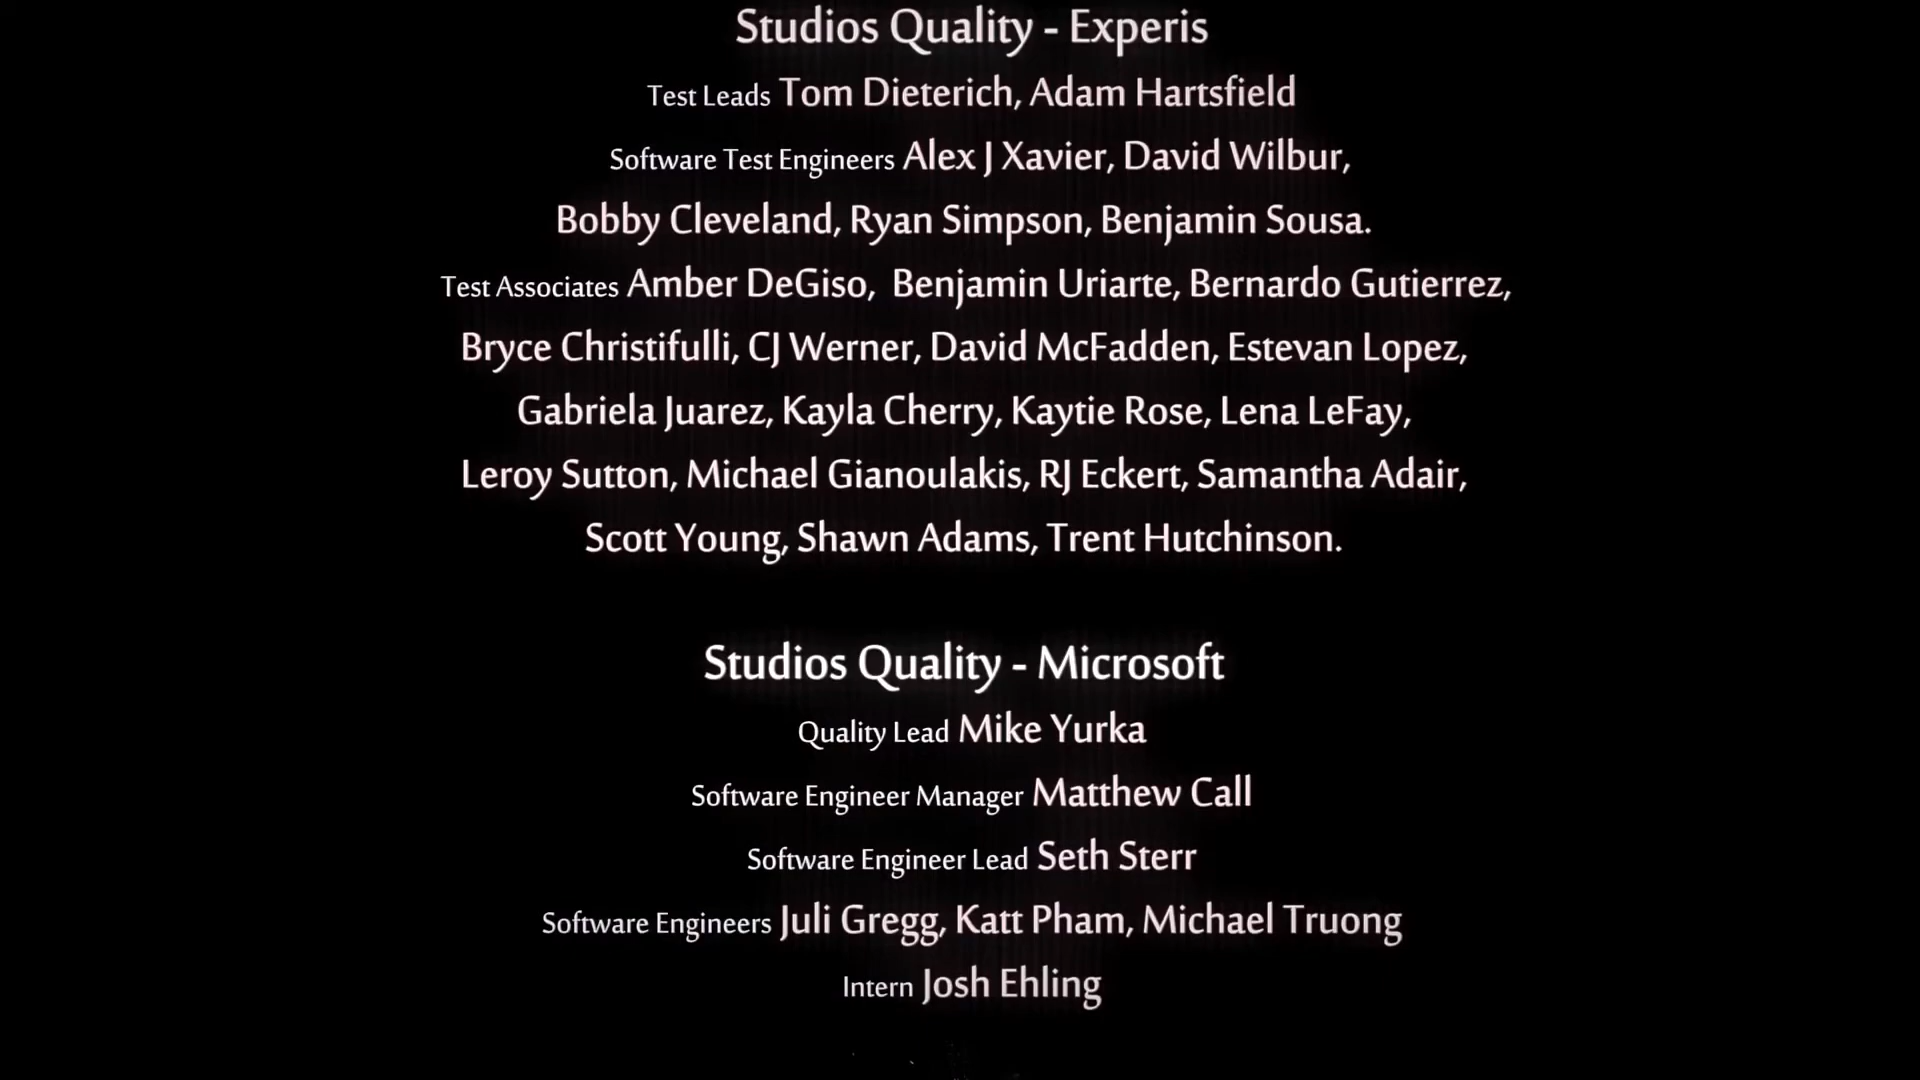 Studios Quality - Experis
Test Leads Tom Dieterich, Adam Hartsfield
Software Test Engineers Alex J Xavier, David Wilbur,
Bobby Cleveland, Ryan Simpson, Benjamin Sousa.
Test Associates Amber DeGiso, Benjamin Uriarte, Bernardo Gutierrez,
Bryce Christifulli, CJ Werner, David McFadden, Estevan Lopez,
Gabriela Juarez, Kayla Cherry, Kaytie Rose, Lena LeFay,
Leroy Sutton, Michael Gianoulakis, RJ Eckert, Samantha Adair,
Scott Young, Shawn Adams, Trent Hutchinson.
Studios Quality - Microsoft
Quality Lead Mike Yurka
Software Engineer Manager Matthew Call
Software Engineer Lead Seth Sterr
Software Engineers Juli Gregg, Katt Pham, Michael Truong
Intern Josh Ehling